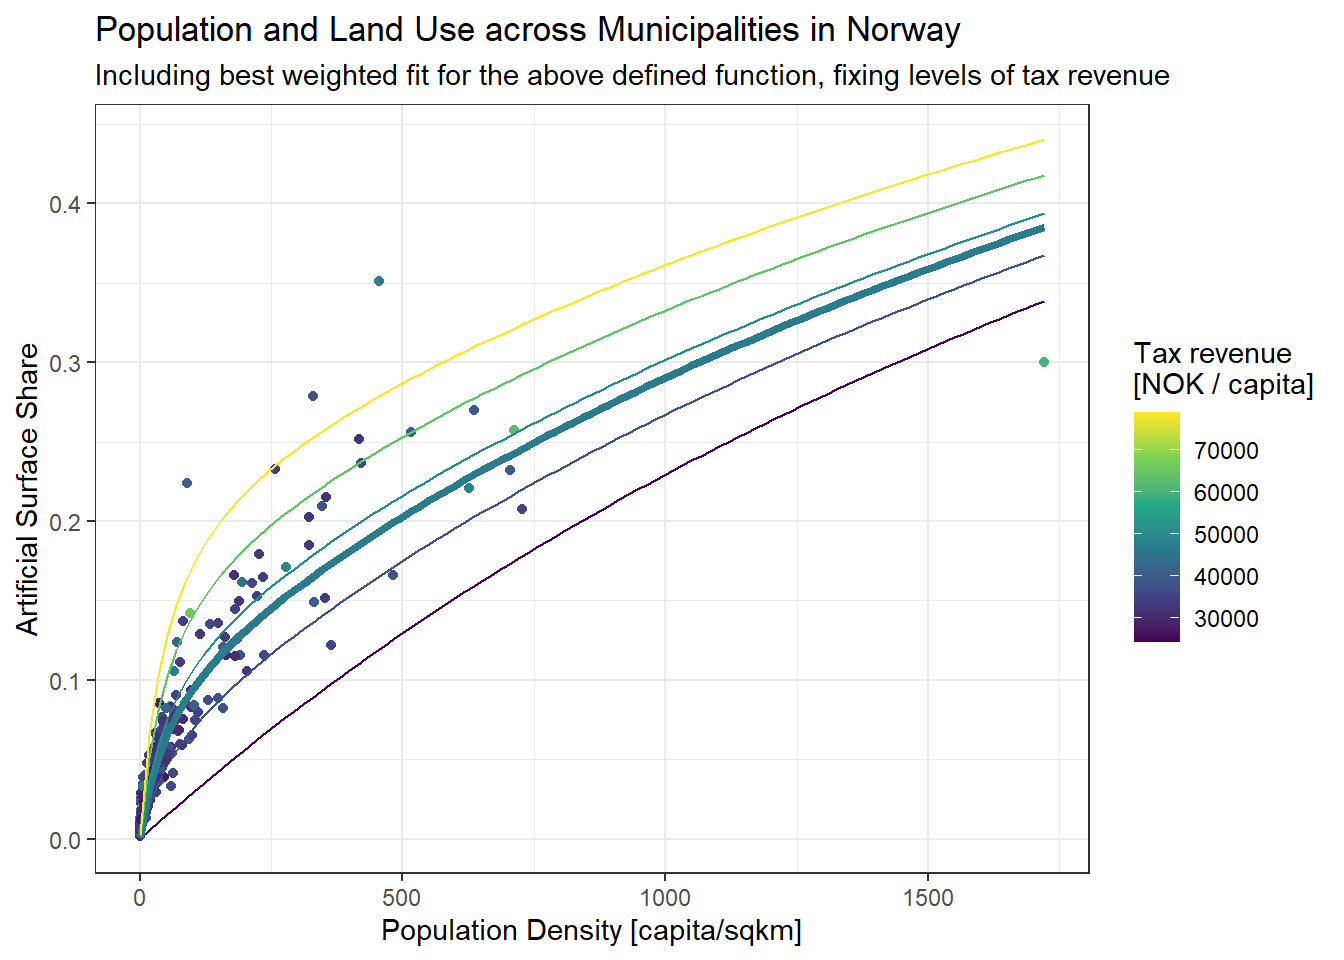 Population and Land Use across Municipalities in Norway
Including best weighted fit for the above defined function, fixing levels of tax revenue
Artificial Surface Share
0.4
0.3
0.2
0.1
0.0
0
500
1000
1500
Population Density [capita/sqkm]
Tax revenue
[NOK / capita]
70000
60000
50000
40000
30000